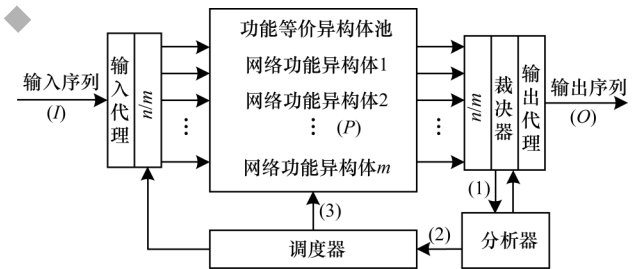 功能等价异构体池
网络功能异构体1
网络功能异构体2
⋮ (P)
网络功能异构体m
输入序列
(I)
输入代理
n/m
⋮
⋮
n/m
裁决器
输出代理
输出序列
(O)
(1)
(2)
(3)
调度器
分析器